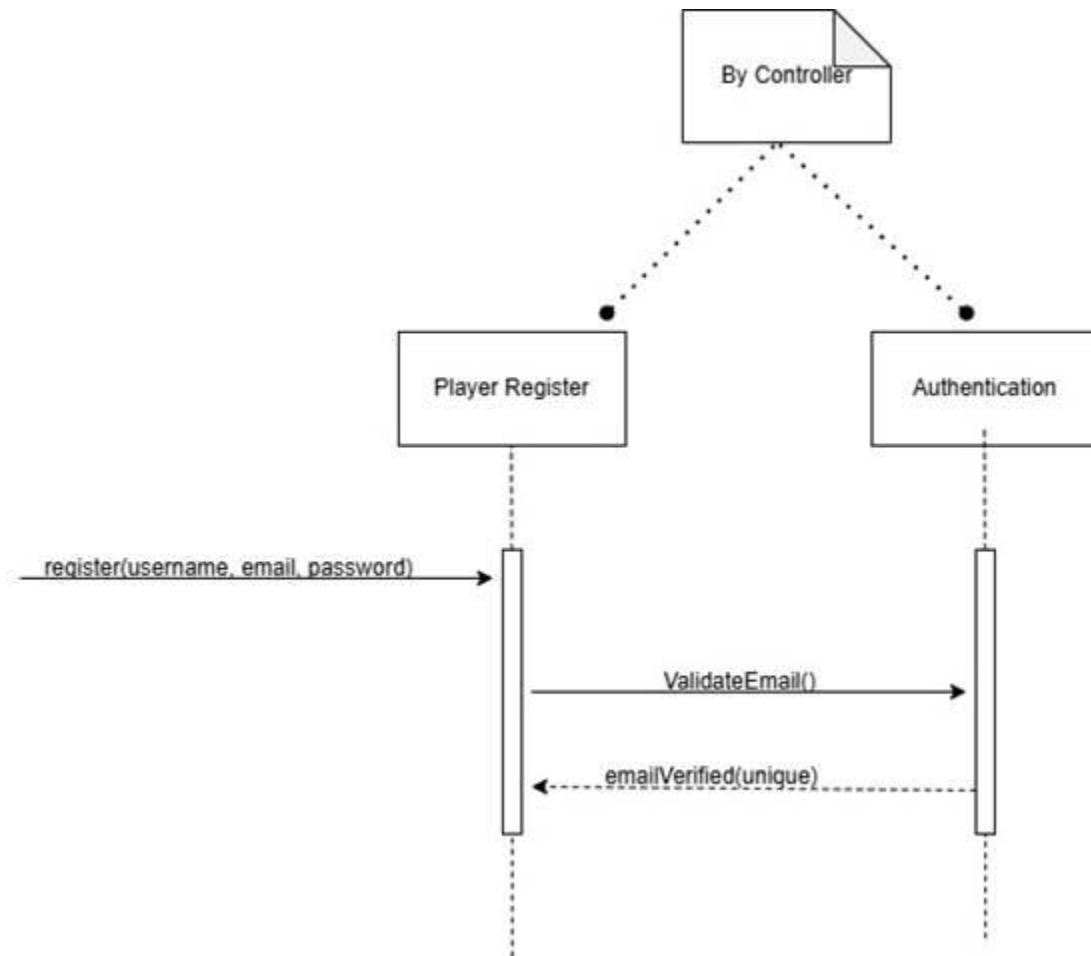 By Controller
Player Register
Authentication
register(username, email, password)
ValidateEmail()
emailVerified(unique)